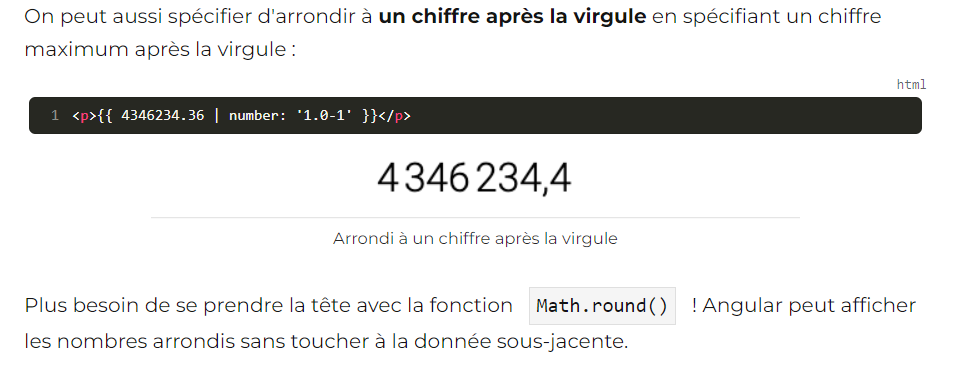 On peut aussi spécifier d'arrondir à un chiffre après la virgule en spécifiant un chiffre
maximum après la virgule :
html
1 <p>{{ 4346234.36 | number: '1.0-1' }}</p>
4 346 234,4
Arrondi à un chiffre après la virgule
Plus besoin de se prendre la tête avec la fonction Math.round() ! Angular peut afficher
les nombres arrondis sans toucher à la donnée sous-jacente.